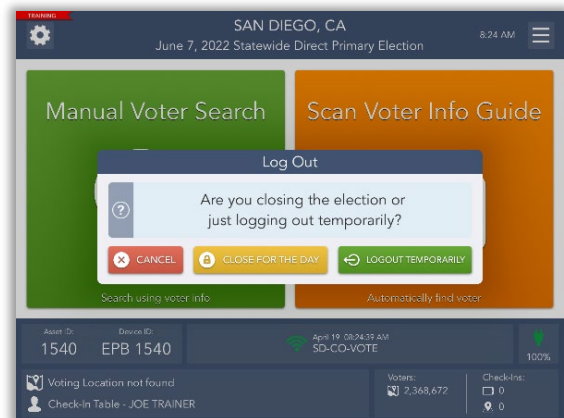 TRAINING
SAN DIEGO, CA
June 7, 2022 Statewide Direct Primary Election
8:24 AM
Manual Voter Search
Scan Voter Info Guide
Log Out
Are you closing the election or
just logging out temporarily?
CANCEL
CLOSE FOR THE DAY
LOGOUT TEMPORARILY
Search using voter info
Automatically find voter
Asset ID:
1540
Device ID:
EPB 1540
April 19, 08:24:39 AM
SD-CO-VOTE
100%
Voting Location not found
Check-In Table - JOE TRAINER
Voters:
2,368,672
Check-Ins:
0
0